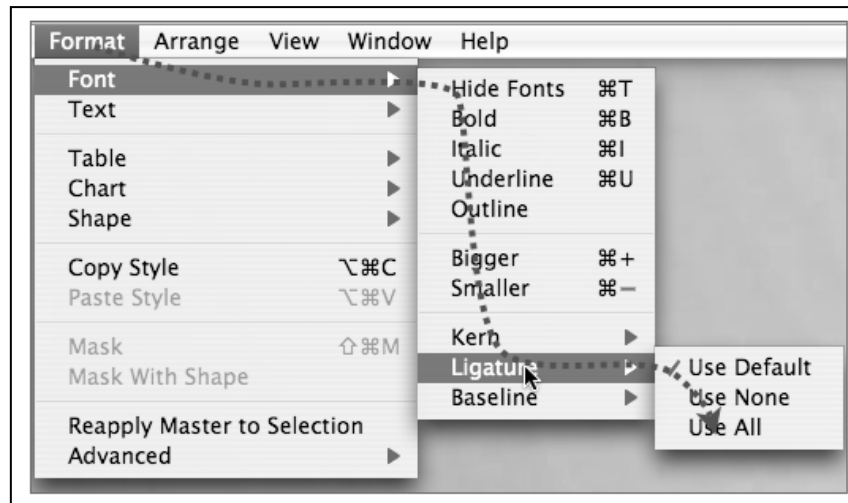 Format Arrange View Window Help
Font
Text
Table
Chart
Shape
Copy Style ⌥⌘C
Paste Style ⌥⌘V
Mask ⇧⌘M
Mask With Shape
Reapply Master to Selection
Advanced
Hide Fonts ⌘T
Bold ⌘B
Italic ⌘I
Underline ⌘U
Outline
Bigger ⌘+
Smaller ⌘−
Kern
Ligature
Baseline
✓ Use Default
Use None
Use All